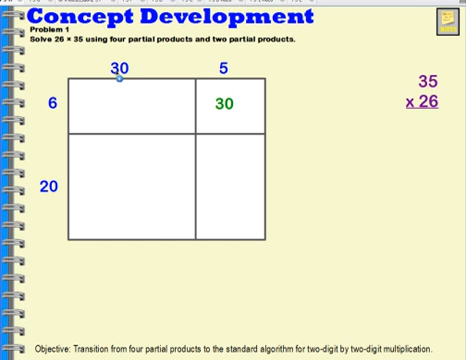 Concept Development
Problem 1
Solve 26 × 35 using four partial products and two partial products.
30 5
35
6 30 x 26
20
Objective: Transition from four partial products to the standard algorithm for two-digit by two-digit multiplication.